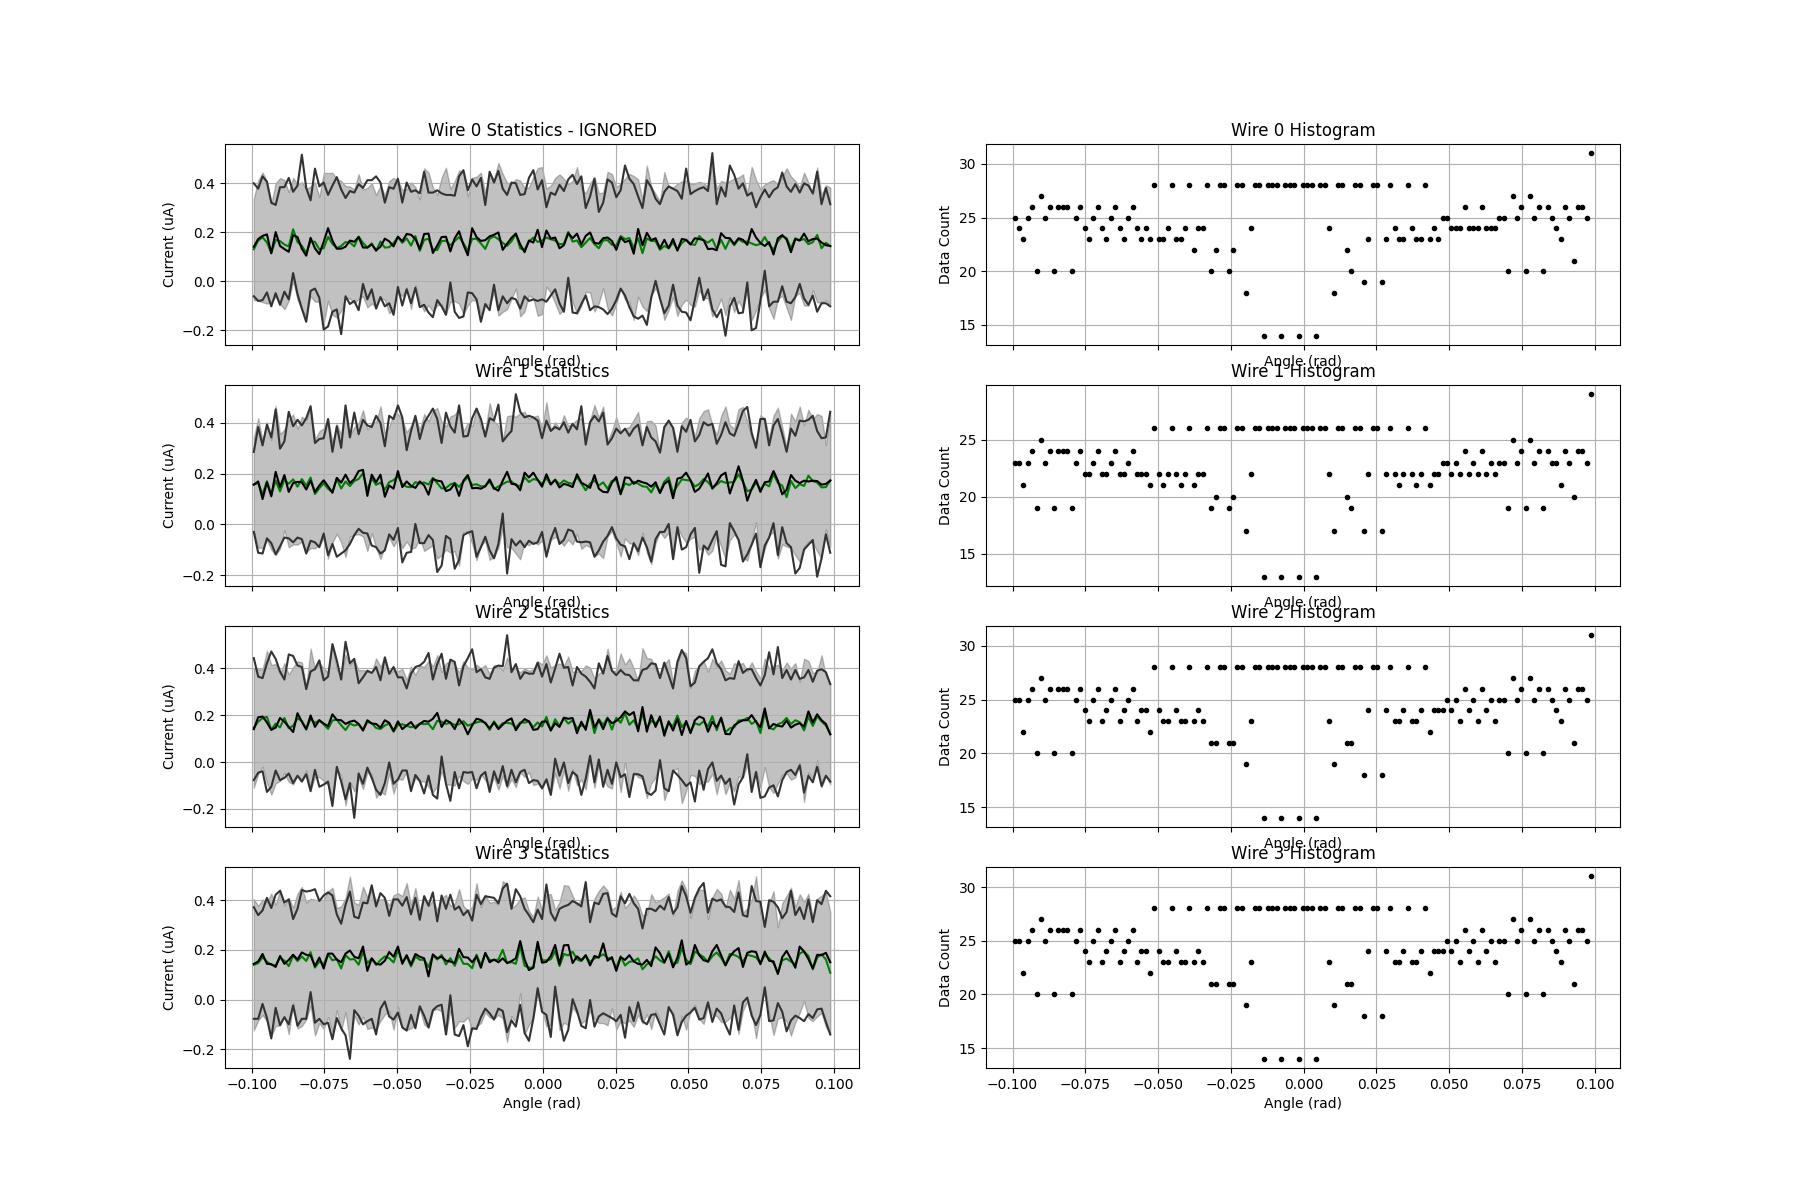 Wire 0 Statistics - IGNORED
Wire 0 Histogram
Current (uA)
0.4
0.2
0.0
−0.2
Angle (rad)
Data Count
30
25
20
15
Angle (rad)
Wire 1 Statistics
Wire 1 Histogram
Current (uA)
0.4
0.2
0.0
−0.2
Angle (rad)
Data Count
25
20
15
Angle (rad)
Wire 2 Statistics
Wire 2 Histogram
Current (uA)
0.4
0.2
0.0
−0.2
Angle (rad)
Data Count
30
25
20
15
Angle (rad)
Wire 3 Statistics
Wire 3 Histogram
Current (uA)
0.4
0.2
0.0
−0.2
−0.100 −0.075 −0.050 −0.025 0.000 0.025 0.050 0.075 0.100
Angle (rad)
Data Count
30
25
20
15
−0.100 −0.075 −0.050 −0.025 0.000 0.025 0.050 0.075 0.100
Angle (rad)